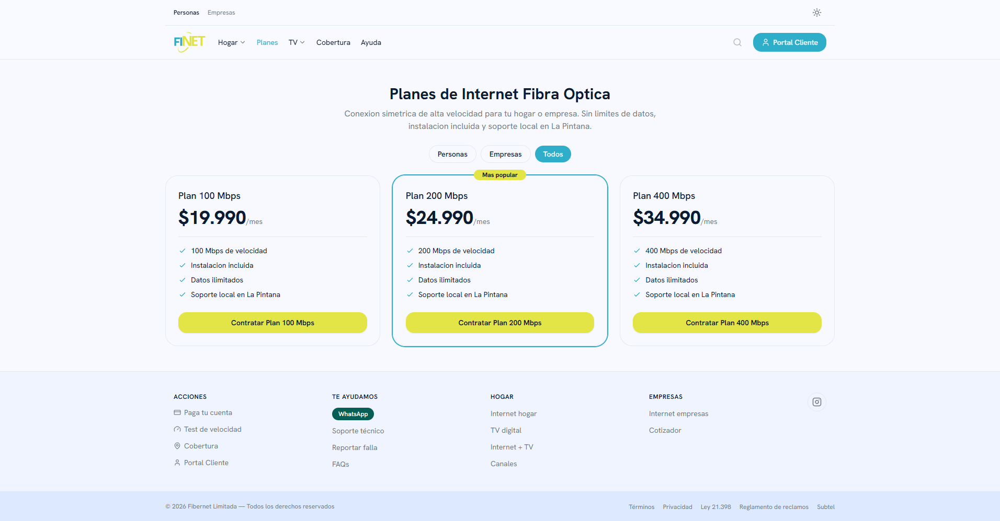 Personas
Empresas
FINET
Hogar
Planes
TV
Cobertura
Ayuda
Portal Cliente
Planes de Internet Fibra Optica
Conexion simetrica de alta velocidad para tu hogar o empresa. Sin limites de datos,
instalacion incluida y soporte local en La Pintana.
Personas
Empresas
Todos
Plan 100 Mbps
$19.990/mes
100 Mbps de velocidad
Instalacion incluida
Datos ilimitados
Soporte local en La Pintana
Contratar Plan 100 Mbps
Mas popular
Plan 200 Mbps
$24.990/mes
200 Mbps de velocidad
Instalacion incluida
Datos ilimitados
Soporte local en La Pintana
Contratar Plan 200 Mbps
Plan 400 Mbps
$34.990/mes
400 Mbps de velocidad
Instalacion incluida
Datos ilimitados
Soporte local en La Pintana
Contratar Plan 400 Mbps
ACCIONES
Paga tu cuenta
Test de velocidad
Cobertura
Portal Cliente
TE AYUDAMOS
WhatsApp
Soporte técnico
Reportar falla
FAQs
HOGAR
Internet hogar
TV digital
Internet + TV
Canales
EMPRESAS
Internet empresas
Cotizador
© 2026 Fibernet Limitada — Todos los derechos reservados
Términos
Privacidad
Ley 21.398
Reglamento de reclamos
Subtel